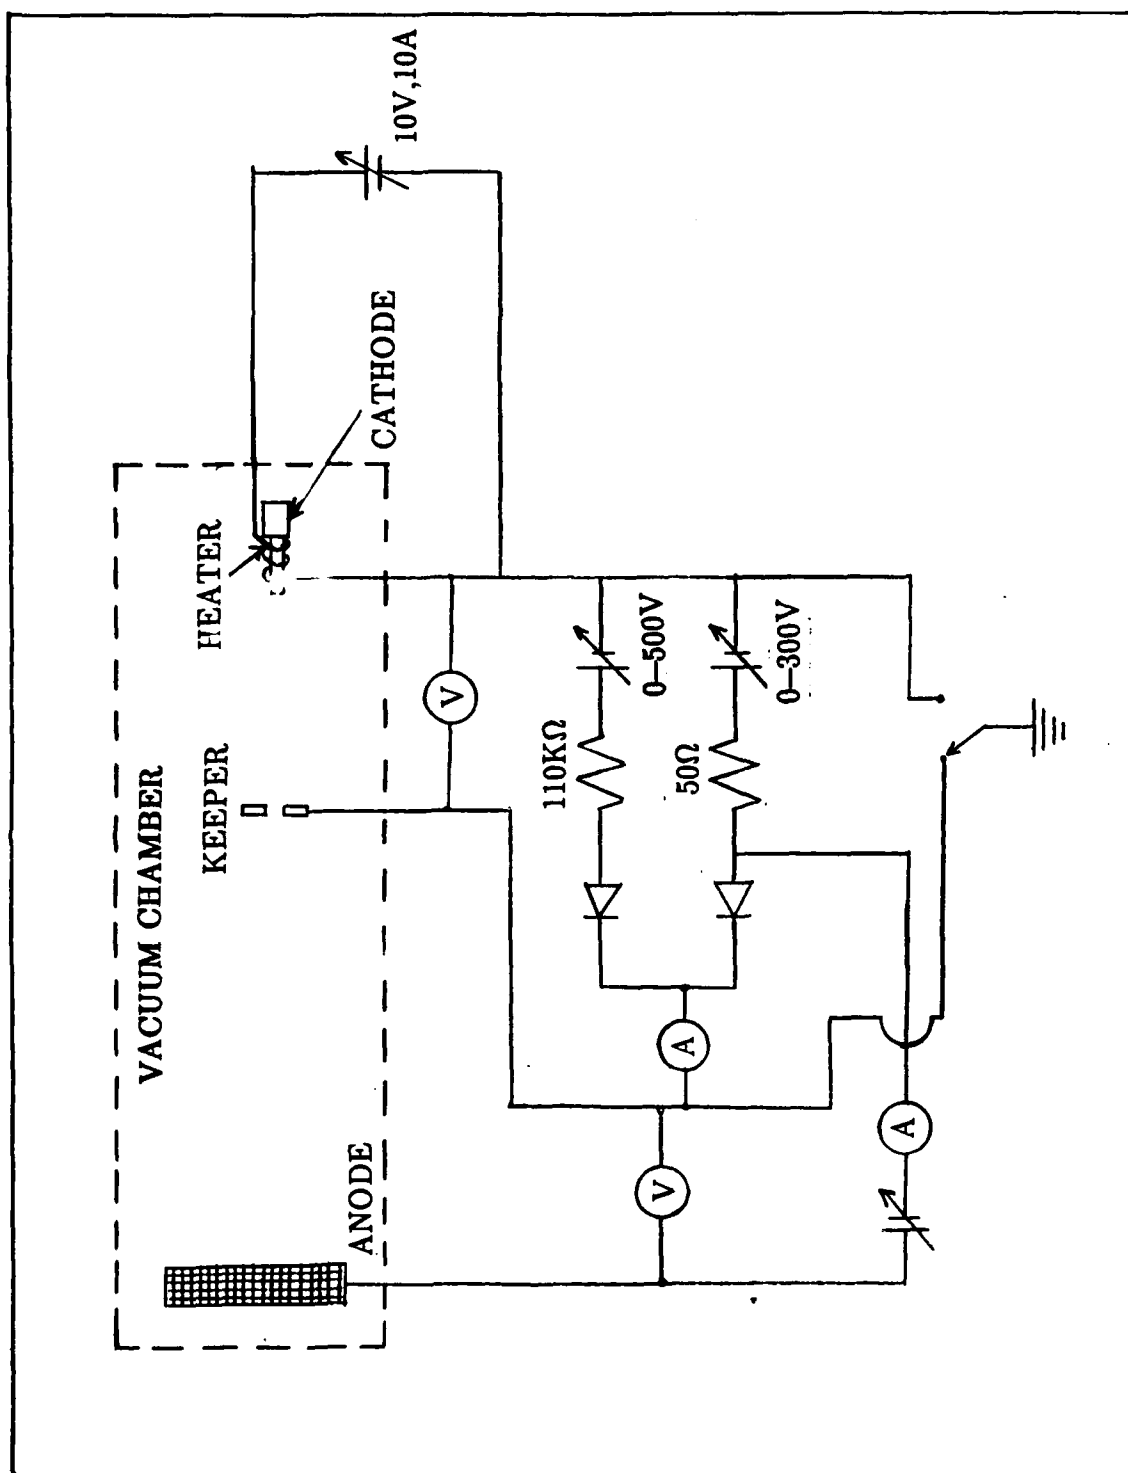 VACUUM CHAMBER
ANODE
KEEPER
HEATER
CATHODE
10V,10A
V
V
A
A
110KΩ
0–500V
50Ω
0–300V